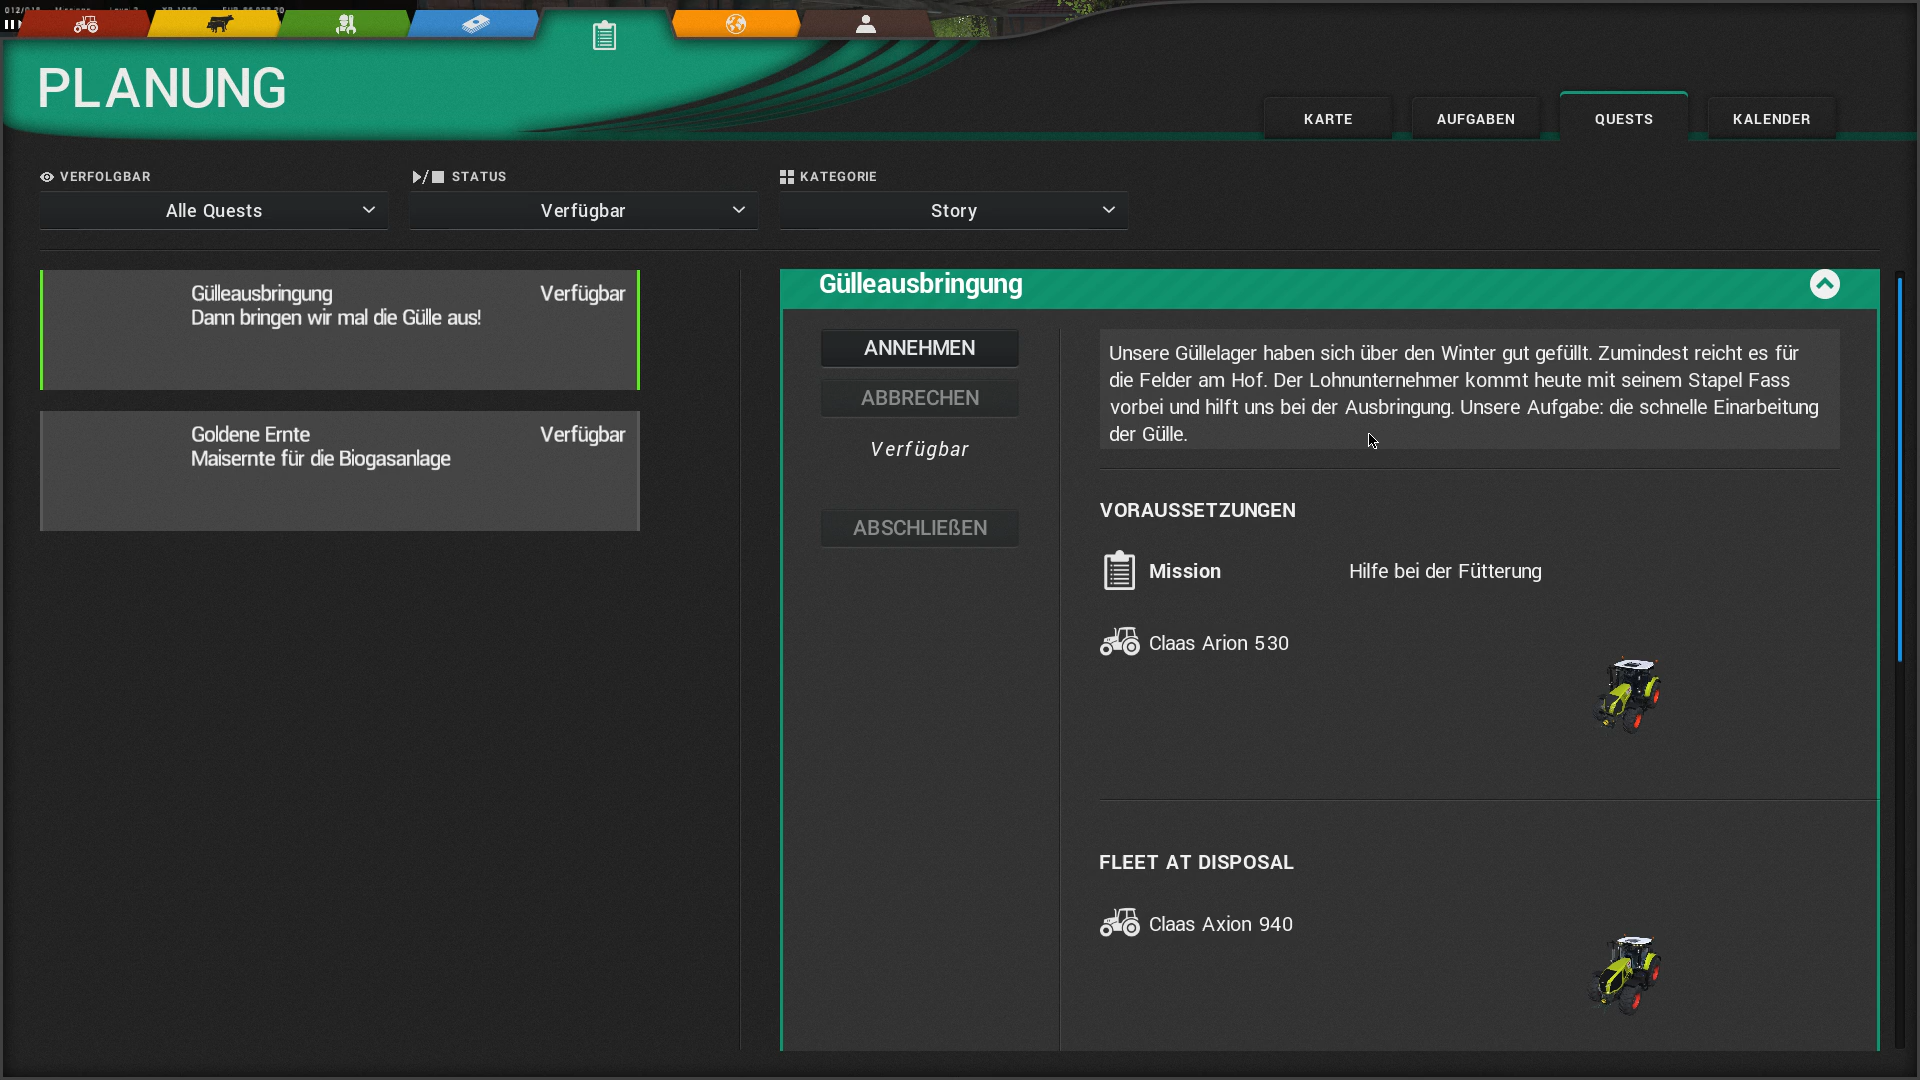 PLANUNG
KARTE
AUFGABEN
QUESTS
KALENDER
VERFOLGBAR
STATUS
KATEGORIE
Alle Quests
Verfügbar
Story
Gülleausbringung
Verfügbar
Dann bringen wir mal die Gülle aus!
Goldene Ernte
Verfügbar
Maisernte für die Biogasanlage
Gülleausbringung
ANNEHMEN
ABBRECHEN
Verfügbar
ABSCHLIEßEN
Unsere Güllelager haben sich über den Winter gut gefüllt. Zumindest reicht es für
die Felder am Hof. Der Lohnunternehmer kommt heute mit seinem Stapel Fass
vorbei und hilft uns bei der Ausbringung. Unsere Aufgabe: die schnelle Einarbeitung
der Gülle.
VORAUSSETZUNGEN
Mission
Hilfe bei der Fütterung
Claas Arion 530
FLEET AT DISPOSAL
Claas Axion 940